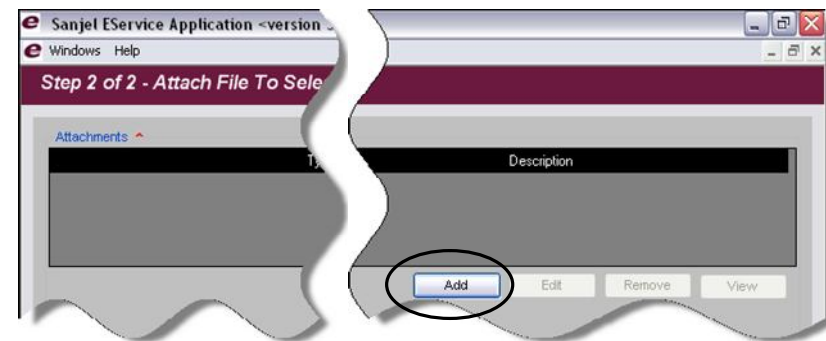 Sanjel EService Application <version
Windows Help
Step 2 of 2 - Attach File To Sele
Attachments
Description
Add Edit Remove View